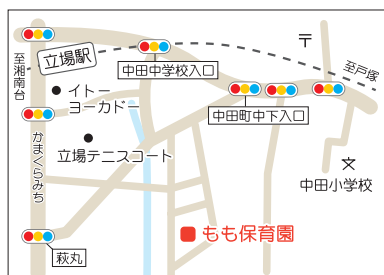 至湘南台
立場駅
中田中学校入口
〒
至戸塚
イトー
ヨーカドー
中田町中下入口
かまくらみち
立場テニスコート
文
中田小学校
もも保育園
萩丸